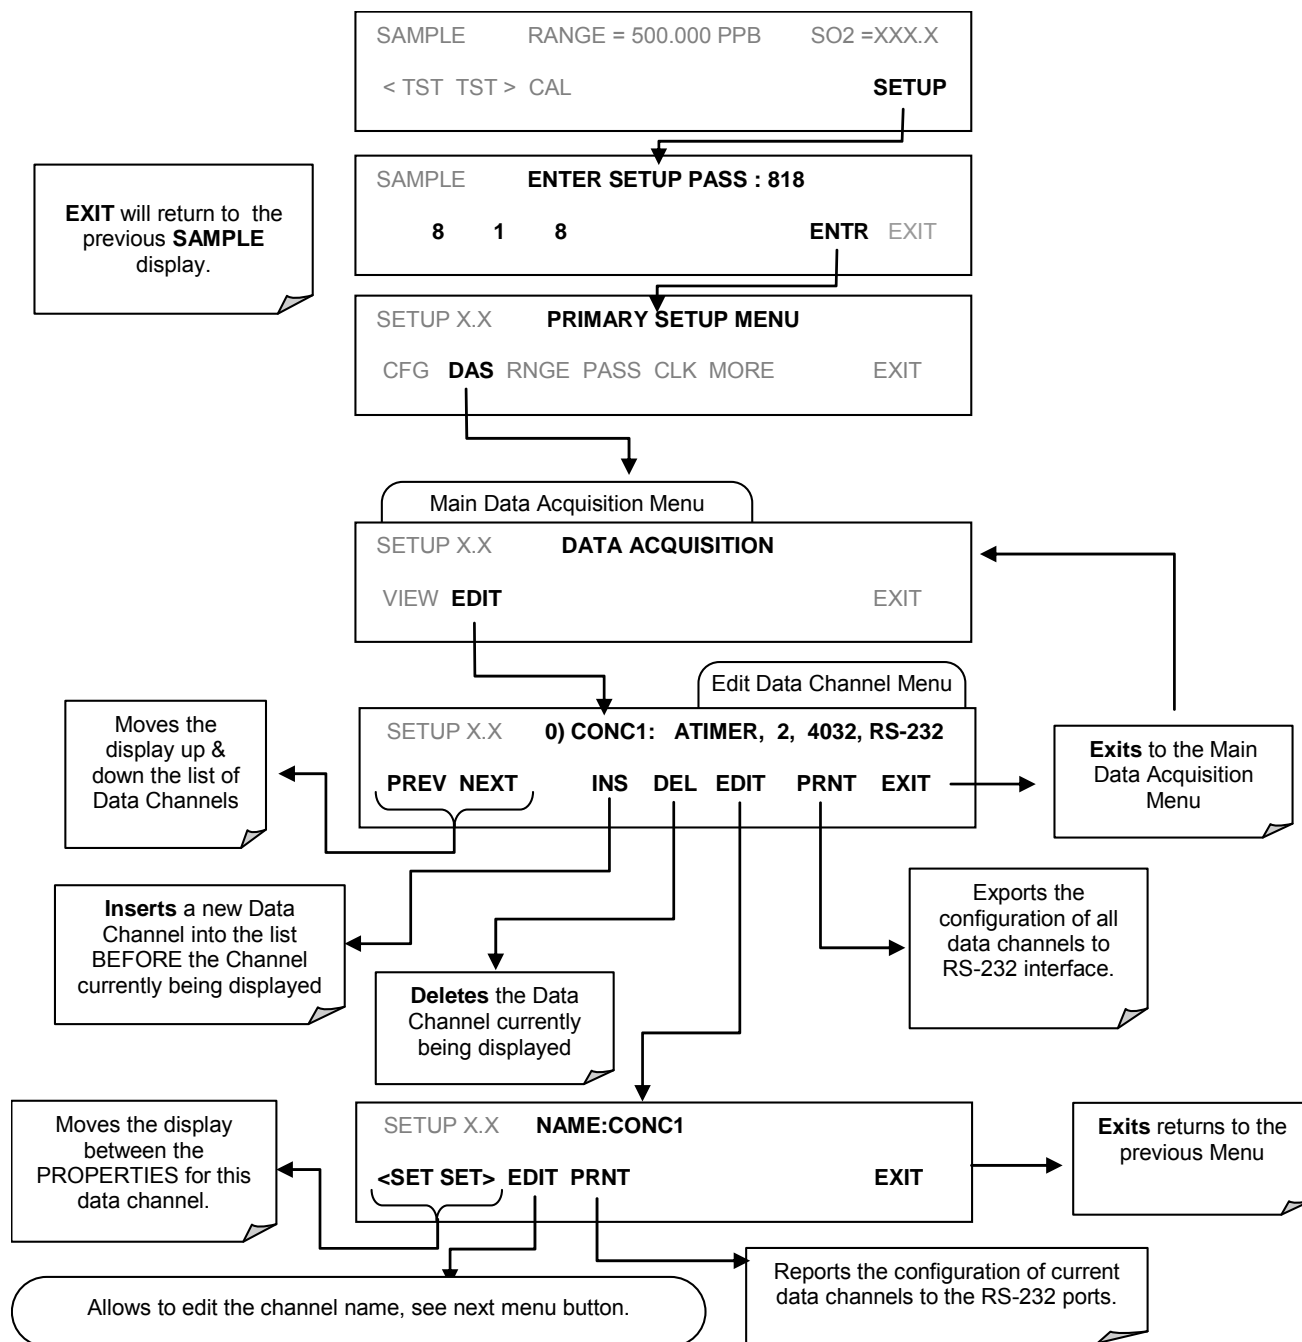 SAMPLE RANGE = 500.000 PPB SO2 =XXX.X
< TST TST > CAL SETUP
SAMPLE ENTER SETUP PASS : 818
8 1 8 ENTR EXIT
EXIT will return to the
previous SAMPLE
display.
SETUP X.X PRIMARY SETUP MENU
CFG DAS RNGE PASS CLK MORE EXIT
Main Data Acquisition Menu
SETUP X.X DATA ACQUISITION
VIEW EDIT EXIT
Edit Data Channel Menu
SETUP X.X 0) CONC1: ATIMER, 2, 4032, RS-232
PREV NEXT INS DEL EDIT PRNT EXIT
Moves the
display up &
down the list of
Data Channels
Exits to the Main
Data Acquisition
Menu
Inserts a new Data
Channel into the list
BEFORE the Channel
currently being displayed
Deletes the Data
Channel currently
being displayed
Exports the
configuration of all
data channels to
RS-232 interface.
Moves the display
between the
PROPERTIES for this
data channel.
SETUP X.X NAME:CONC1
<SET SET> EDIT PRNT EXIT
Exits returns to the
previous Menu
Allows to edit the channel name, see next menu button.
Reports the configuration of current
data channels to the RS-232 ports.